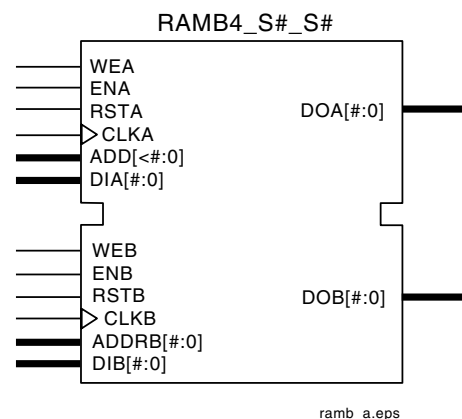 RAMB4_S#_S#
WEA
ENA
RSTA
CLKA
ADD[<#:0]
DIA[#:0]
DOA[#:0]
WEB
ENB
RSTB
CLKB
ADDRB[#:0]
DIB[#:0]
DOB[#:0]
ramb_a.eps